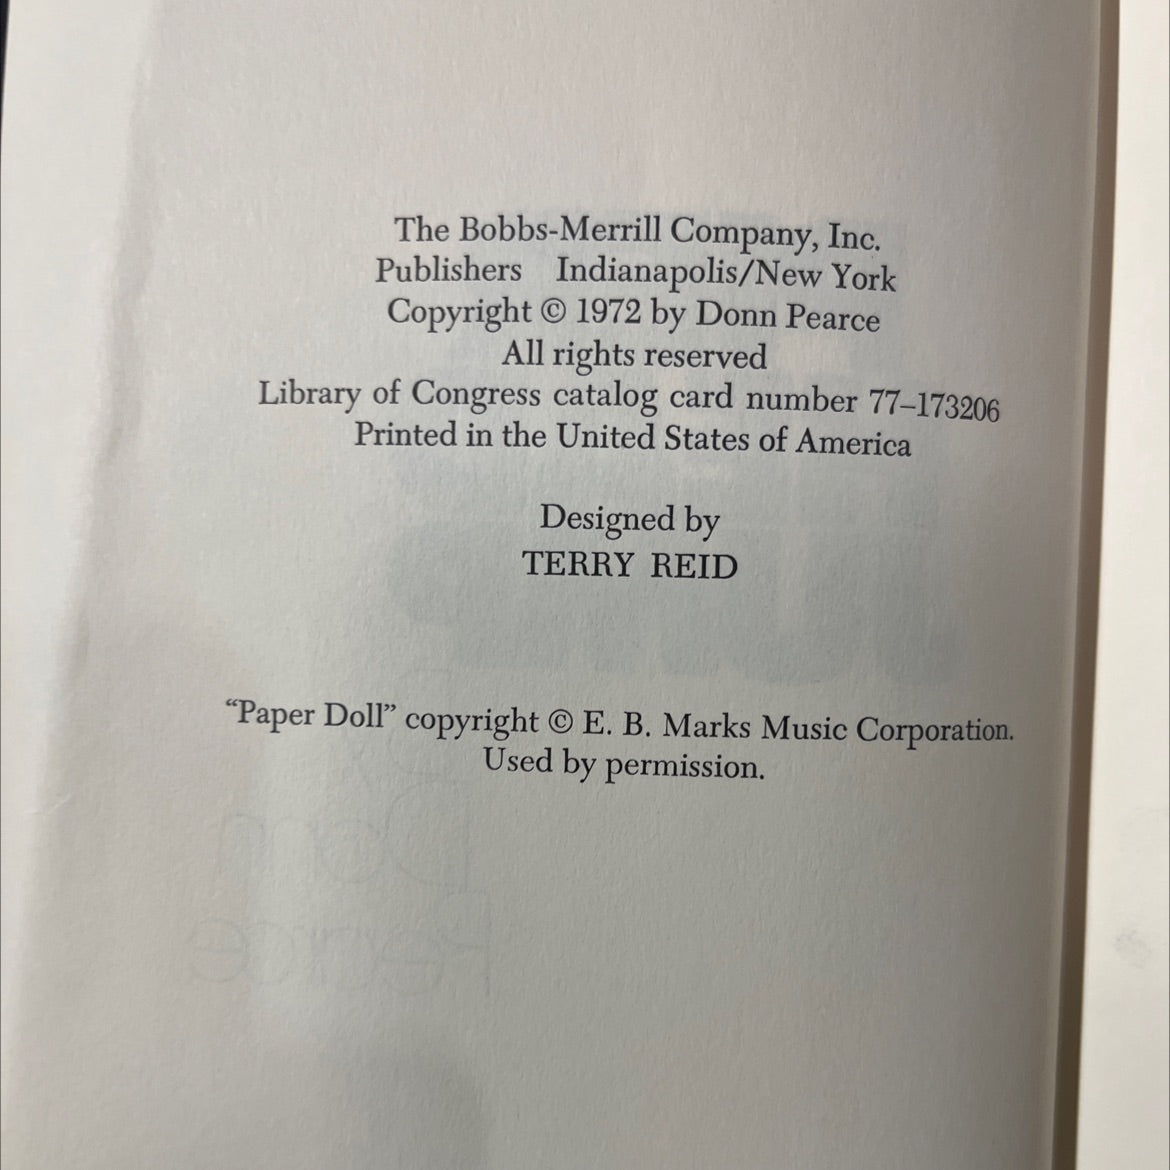 The Bobbs-Merrill Company, Inc.
Publishers Indianapolis/New York
Copyright © 1972 by Donn Pearce
All rights reserved
Library of Congress catalog card number 77–173206
Printed in the United States of America
Designed by
TERRY REID
“Paper Doll” copyright © E. B. Marks Music Corporation.
Used by permission.